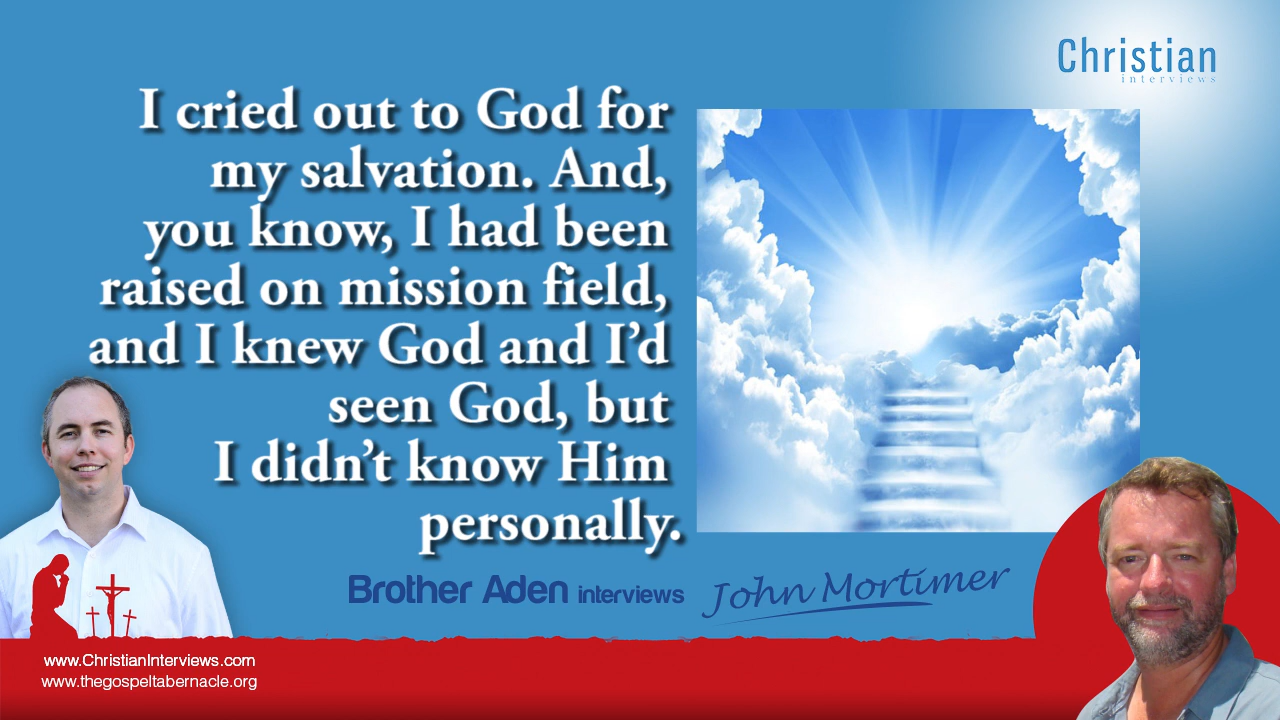 Christian
interviews
I cried out to God for
my salvation. And,
you know, I had been
raised on mission field,
and I knew God and I’d
seen God, but
I didn’t know Him
personally.
Brother Aden interviews John Mortimer
www.ChristianInterviews.com
www.thegospeltabernacle.org